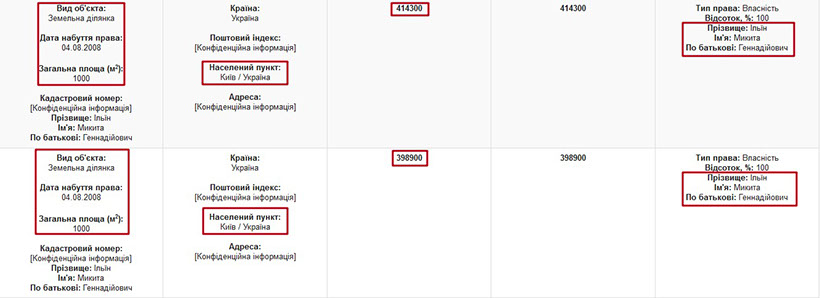 Вид об'єкта:
Земельна ділянка
Дата набуття права:
04.08.2008
Загальна площа (м²):
1000
Кадастровий номер:
[Конфіденційна інформація]
Прізвище: Ільїн
Ім'я: Микита
По батькові: Геннадійович
Країна:
Україна
Поштовий індекс:
[Конфіденційна інформація]
Населений пункт:
Київ / Україна
Адреса:
[Конфіденційна інформація]
414300
414300
Тип права: Власність
Відсоток, %: 100
Прізвище: Ільїн
Ім'я: Микита
По батькові: Геннадійович
Вид об'єкта:
Земельна ділянка
Дата набуття права:
04.08.2008
Загальна площа (м²):
1000
Кадастровий номер:
[Конфіденційна інформація]
Прізвище: Ільїн
Ім'я: Микита
По батькові: Геннадійович
Країна:
Україна
Поштовий індекс:
[Конфіденційна інформація]
Населений пункт:
Київ / Україна
Адреса:
[Конфіденційна інформація]
398900
398900
Тип права: Власність
Відсоток, %: 100
Прізвище: Ільїн
Ім'я: Микита
По батькові: Геннадійович